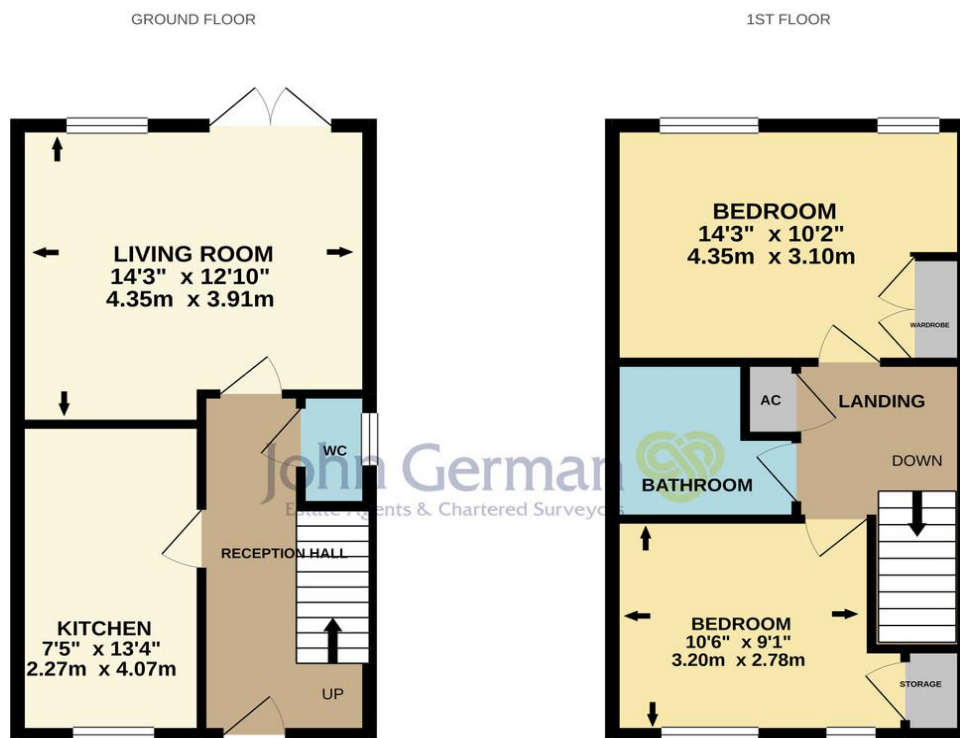 GROUND FLOOR
1ST FLOOR
LIVING ROOM
14'3" x 12'10"
4.35m x 3.91m
WC
RECEPTION HALL
KITCHEN
7'5" x 13'4"
2.27m x 4.07m
UP
BEDROOM
14'3" x 10'2"
4.35m x 3.10m
WARDROBE
AC
LANDING
BATHROOM
DOWN
BEDROOM
10'6" x 9'1"
3.20m x 2.78m
STORAGE
John German
Estate Agents & Chartered Surveyors